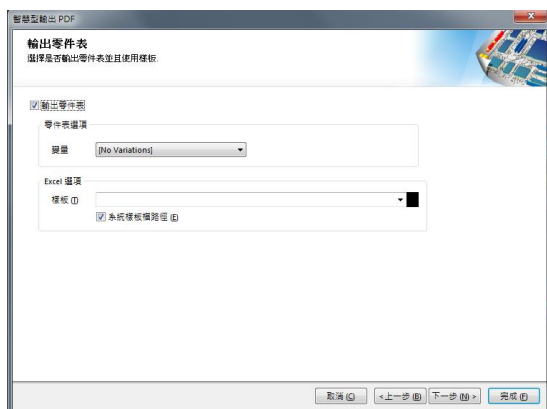 智慧型輸出 PDF
輸出零件表
選擇是否輸出零件表並且使用樣板.
輸出零件表
零件表選項
變量 [No Variations]
Excel 選項
樣板 (I)
系統樣板檔路徑 (E)
取消 (C) <上一步 (B) 下一步 (N) > 完成 (F)